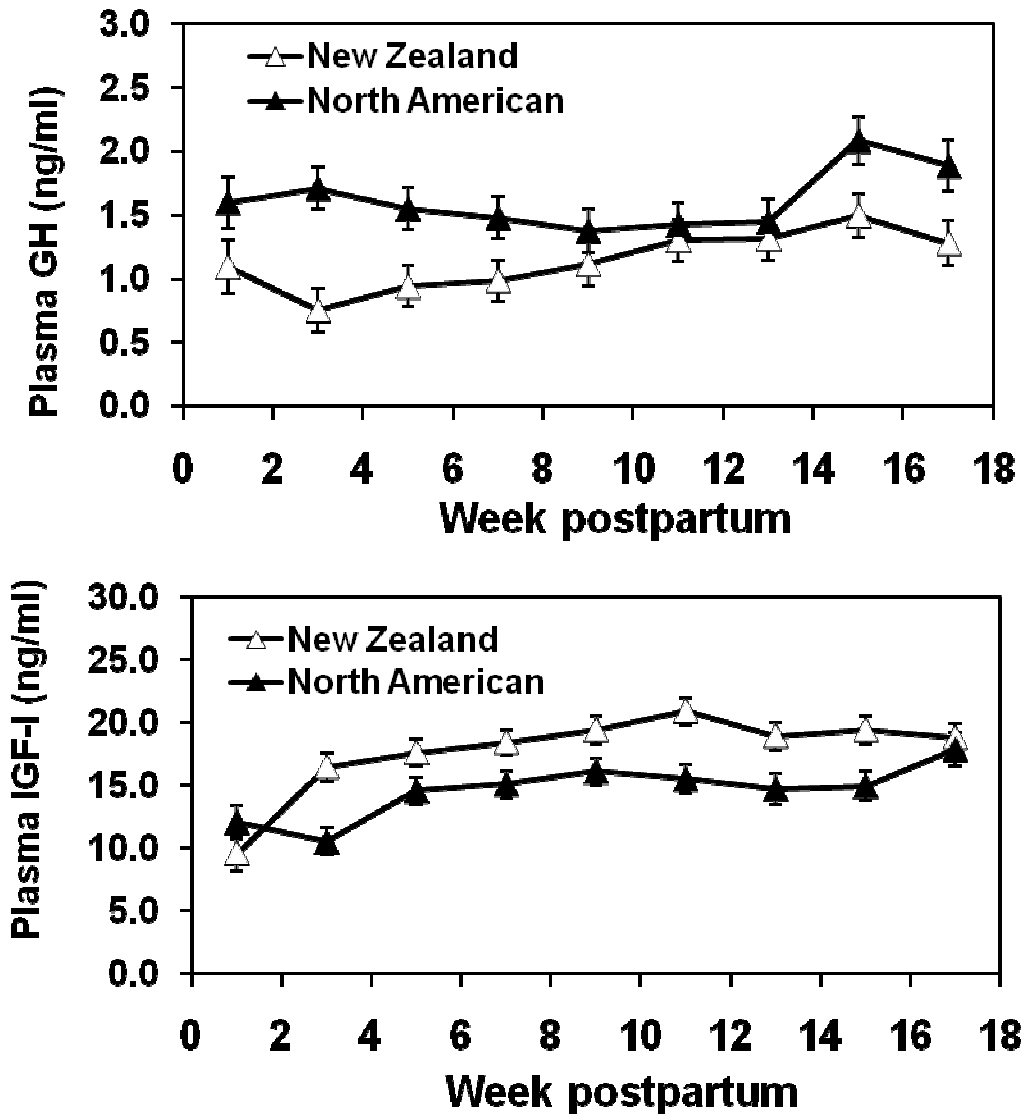 Plasma GH (ng/ml)
3.0
2.5
2.0
1.5
1.0
0.5
0.0
New Zealand
North American
0 2 4 6 8 10 12 14 16 18
Week postpartum
Plasma IGF-I (ng/ml)
30.0
25.0
20.0
15.0
10.0
5.0
0.0
New Zealand
North American
0 2 4 6 8 10 12 14 16 18
Week postpartum